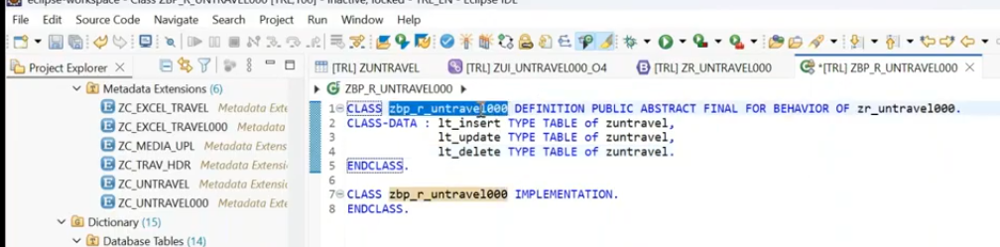 eclipse-workspace - Class ZBP_R_UNTRAVEL000 [TRL,100] - Inactive, locked - TRL_EN - Eclipse IDE
File Edit Source Code Navigate Search Project Run Window Help
Project Explorer
[TRL] ZUNTRAVEL
[TRL] ZUI_UNTRAVEL000_O4
[TRL] ZR_UNTRAVEL000
*[TRL] ZBP_R_UNTRAVEL000
Metadata Extensions (6)
ZC_EXCEL_TRAVEL Metadata Exte
ZC_EXCEL_TRAVEL000 Metadata
ZC_MEDIA_UPL Metadata Extens
ZC_TRAV_HDR Metadata Extensi
ZC_UNTRAVEL Metadata Extensi
ZC_UNTRAVEL000 Metadata Ext
Dictionary (15)
Database Tables (14)
ZBP_R_UNTRAVEL000
1 CLASS zbp_r_untravel000 DEFINITION PUBLIC ABSTRACT FINAL FOR BEHAVIOR OF zr_untravel000.
2 CLASS-DATA : lt_insert TYPE TABLE of zuntravel,
3 lt_update TYPE TABLE of zuntravel,
4 lt_delete TYPE TABLE of zuntravel.
5 ENDCLASS.
6
7 CLASS zbp_r_untravel000 IMPLEMENTATION.
8 ENDCLASS.